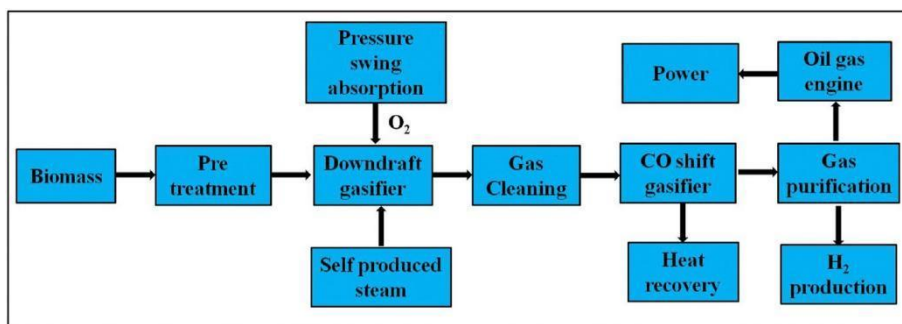 Pressure
swing
absorption
Power
Oil gas
engine
O₂
Biomass
Pre
treatment
Downdraft
gasifier
Gas
Cleaning
CO shift
gasifier
Gas
purification
Self produced
steam
Heat
recovery
H₂
production